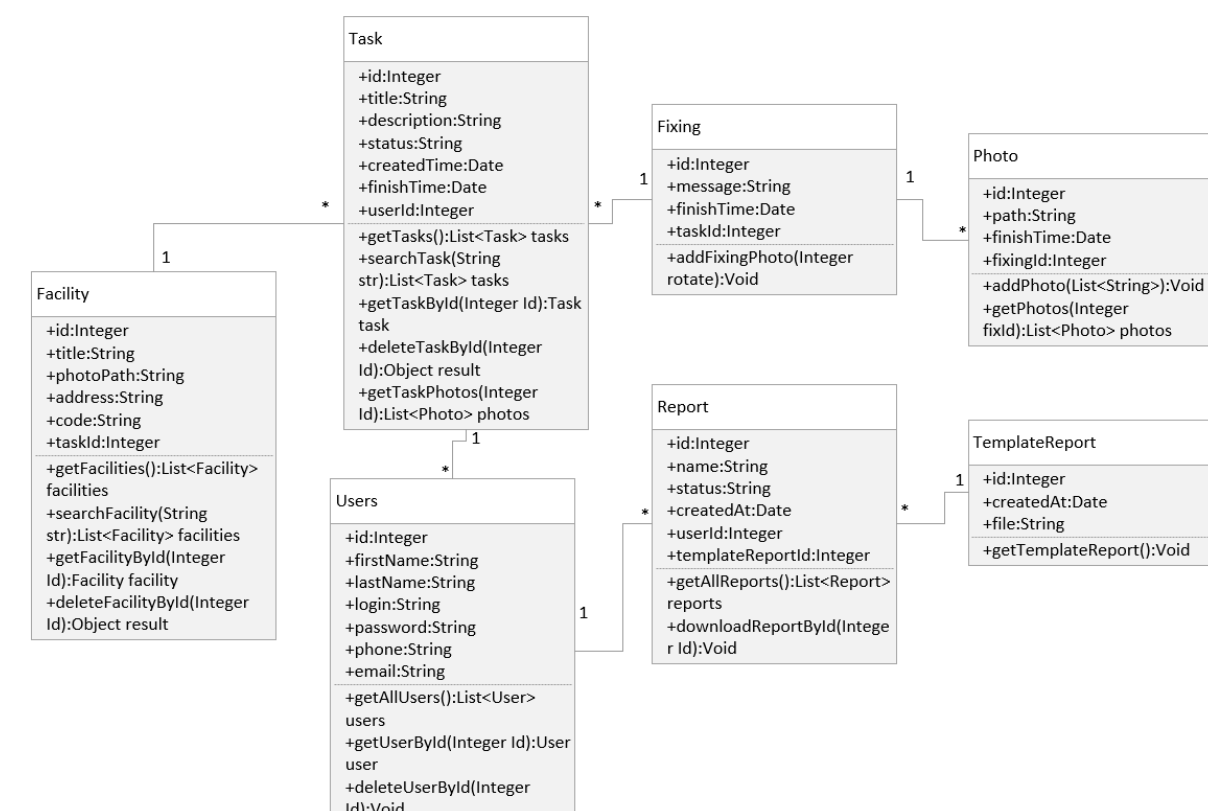 Task
+id:Integer
+title:String
+description:String
+status:String
+createdTime:Date
+finishTime:Date
+userId:Integer
+getTasks():List<Task> tasks
+searchTask(String
str):List<Task> tasks
+getTaskById(Integer Id):Task
task
+deleteTaskById(Integer
Id):Object result
+getTaskPhotos(Integer
Id):List<Photo> photos
*
1
*
1
1
*
1
*
Fixing
+id:Integer
+message:String
+finishTime:Date
+taskId:Integer
+addFixingPhoto(Integer
rotate):Void
Photo
+id:Integer
+path:String
+finishTime:Date
+fixingId:Integer
+addPhoto(List<String>):Void
+getPhotos(Integer
fixId):List<Photo> photos
Facility
+id:Integer
+title:String
+photoPath:String
+address:String
+code:String
+taskId:Integer
+getFacilities():List<Facility>
facilities
+searchFacility(String
str):List<Facility> facilities
+getFacilityById(Integer
Id):Facility facility
+deleteFacilityById(Integer
Id):Object result
Users
+id:Integer
+firstName:String
+lastName:String
+login:String
+password:String
+phone:String
+email:String
+getAllUsers():List<User>
users
+getUserById(Integer Id):User
user
+deleteUserById(Integer
Id):Void
1
*
Report
+id:Integer
+name:String
+status:String
+createdAt:Date
+userId:Integer
+templateReportId:Integer
+getAllReports():List<Report>
reports
+downloadReportById(Intege
r Id):Void
*
1
TemplateReport
+id:Integer
+createdAt:Date
+file:String
+getTemplateReport():Void